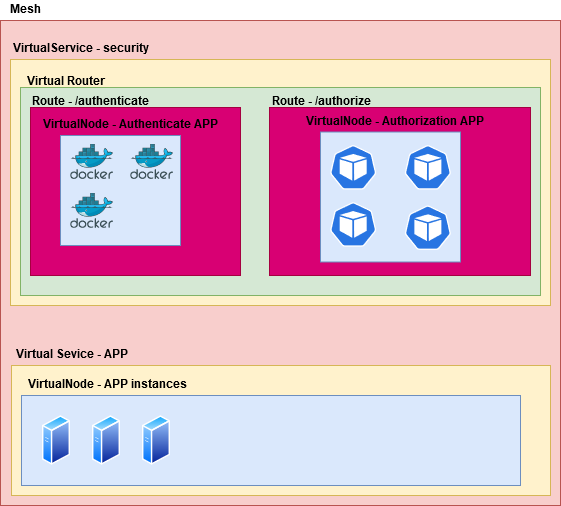 Mesh
VirtualService - security
Virtual Router
Route - /authenticate
Route - /authorize
VirtualNode - Authenticate APP
VirtualNode - Authorization APP
docker
docker
docker
Virtual Sevice - APP
VirtualNode - APP instances